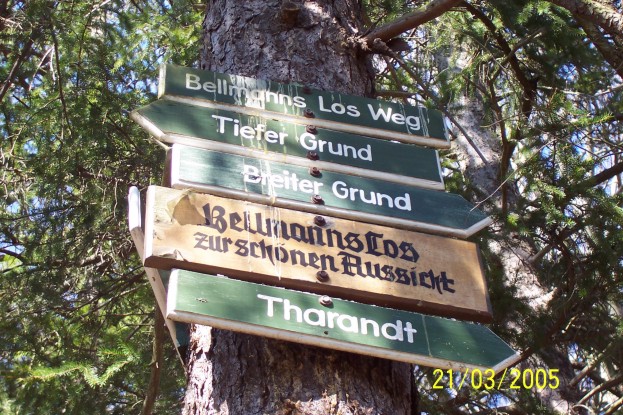 Bellmanns Los Weg
Tiefer Grund
Breiter Grund
Bellmanns Los
zur schönen Aussicht
Tharandt
21/03/2005